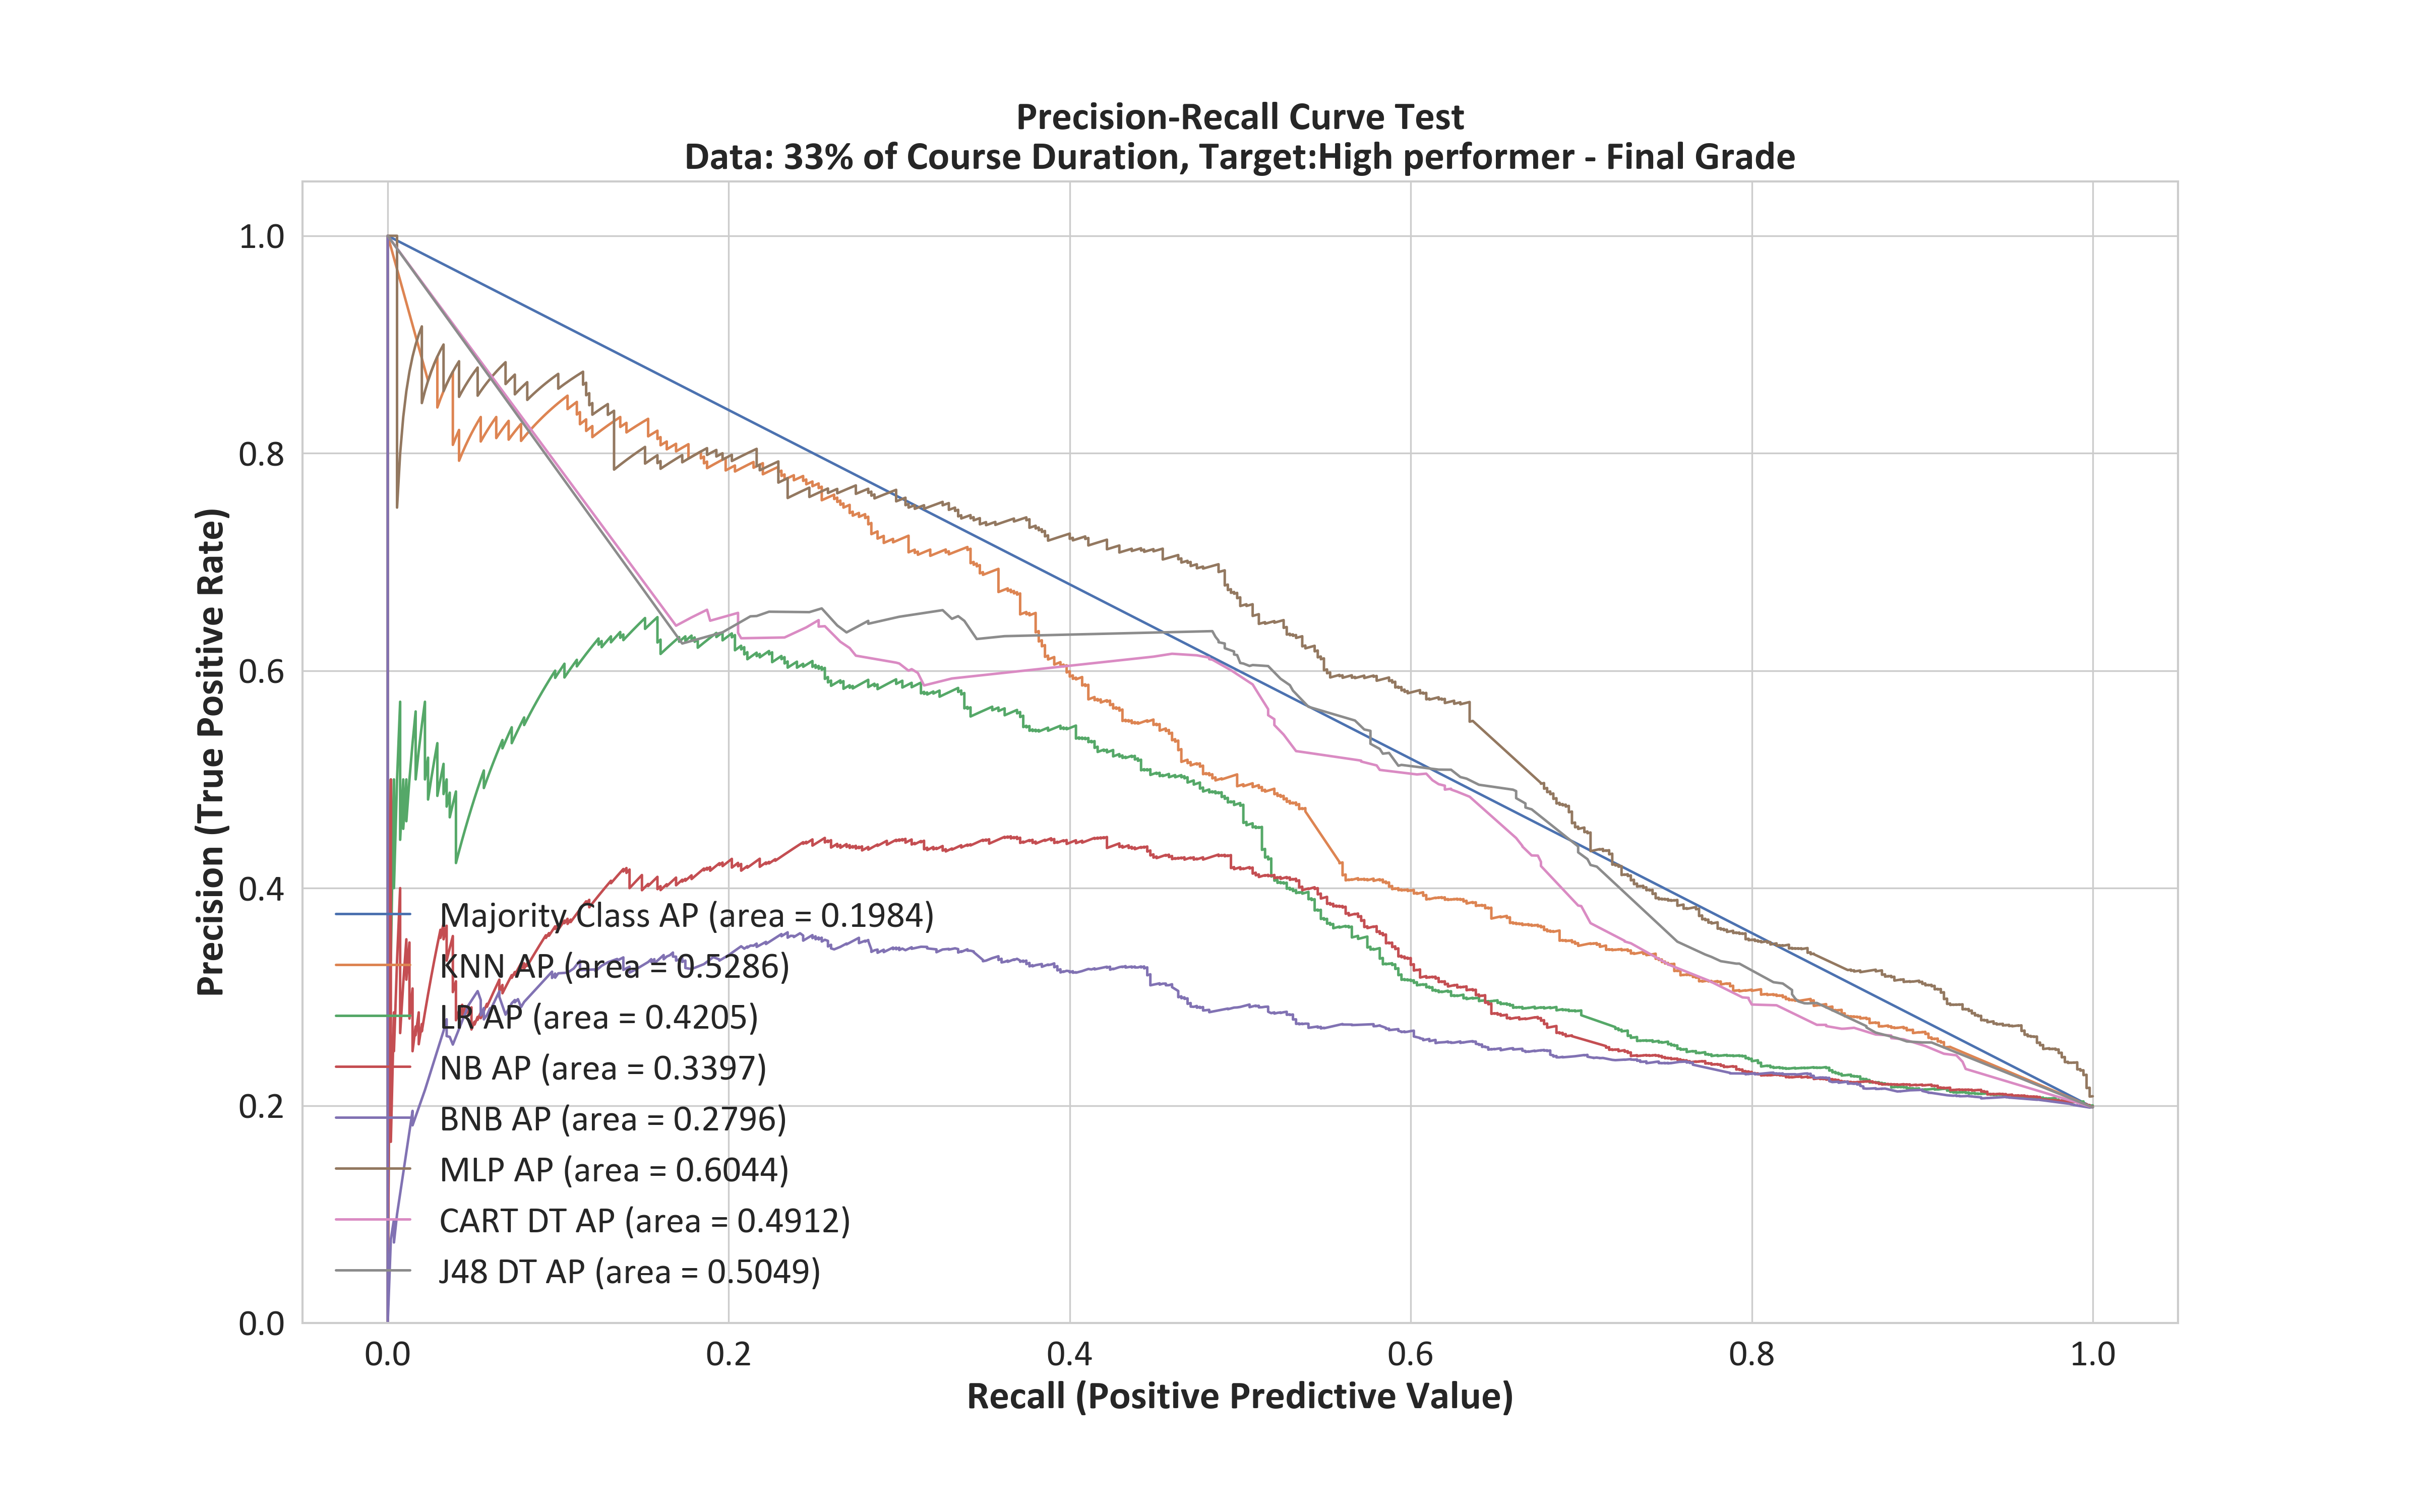 Precision-Recall Curve Test
Data: 33% of Course Duration, Target:High performer - Final Grade
Precision (True Positive Rate)
1.0
0.8
0.6
0.4
0.2
0.0
Majority Class AP (area = 0.1984)
KNN AP (area = 0.5286)
LR AP (area = 0.4205)
NB AP (area = 0.3397)
BNB AP (area = 0.2796)
MLP AP (area = 0.6044)
CART DT AP (area = 0.4912)
J48 DT AP (area = 0.5049)
0.0 0.2 0.4 0.6 0.8 1.0
Recall (Positive Predictive Value)